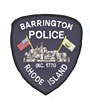 BARRINGTON
POLICE
INC. 1770
RHODE ISLAND